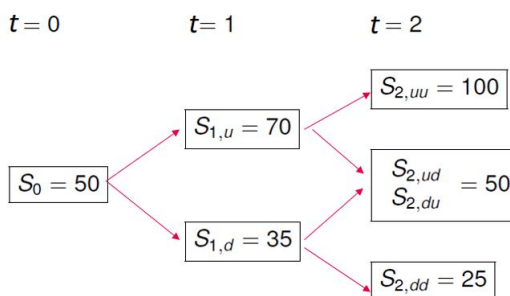 t = 0
t = 1
t = 2
S2,uu = 100
S1,u = 70
S0 = 50
S2,ud
S2,du = 50
S1,d = 35
S2,dd = 25